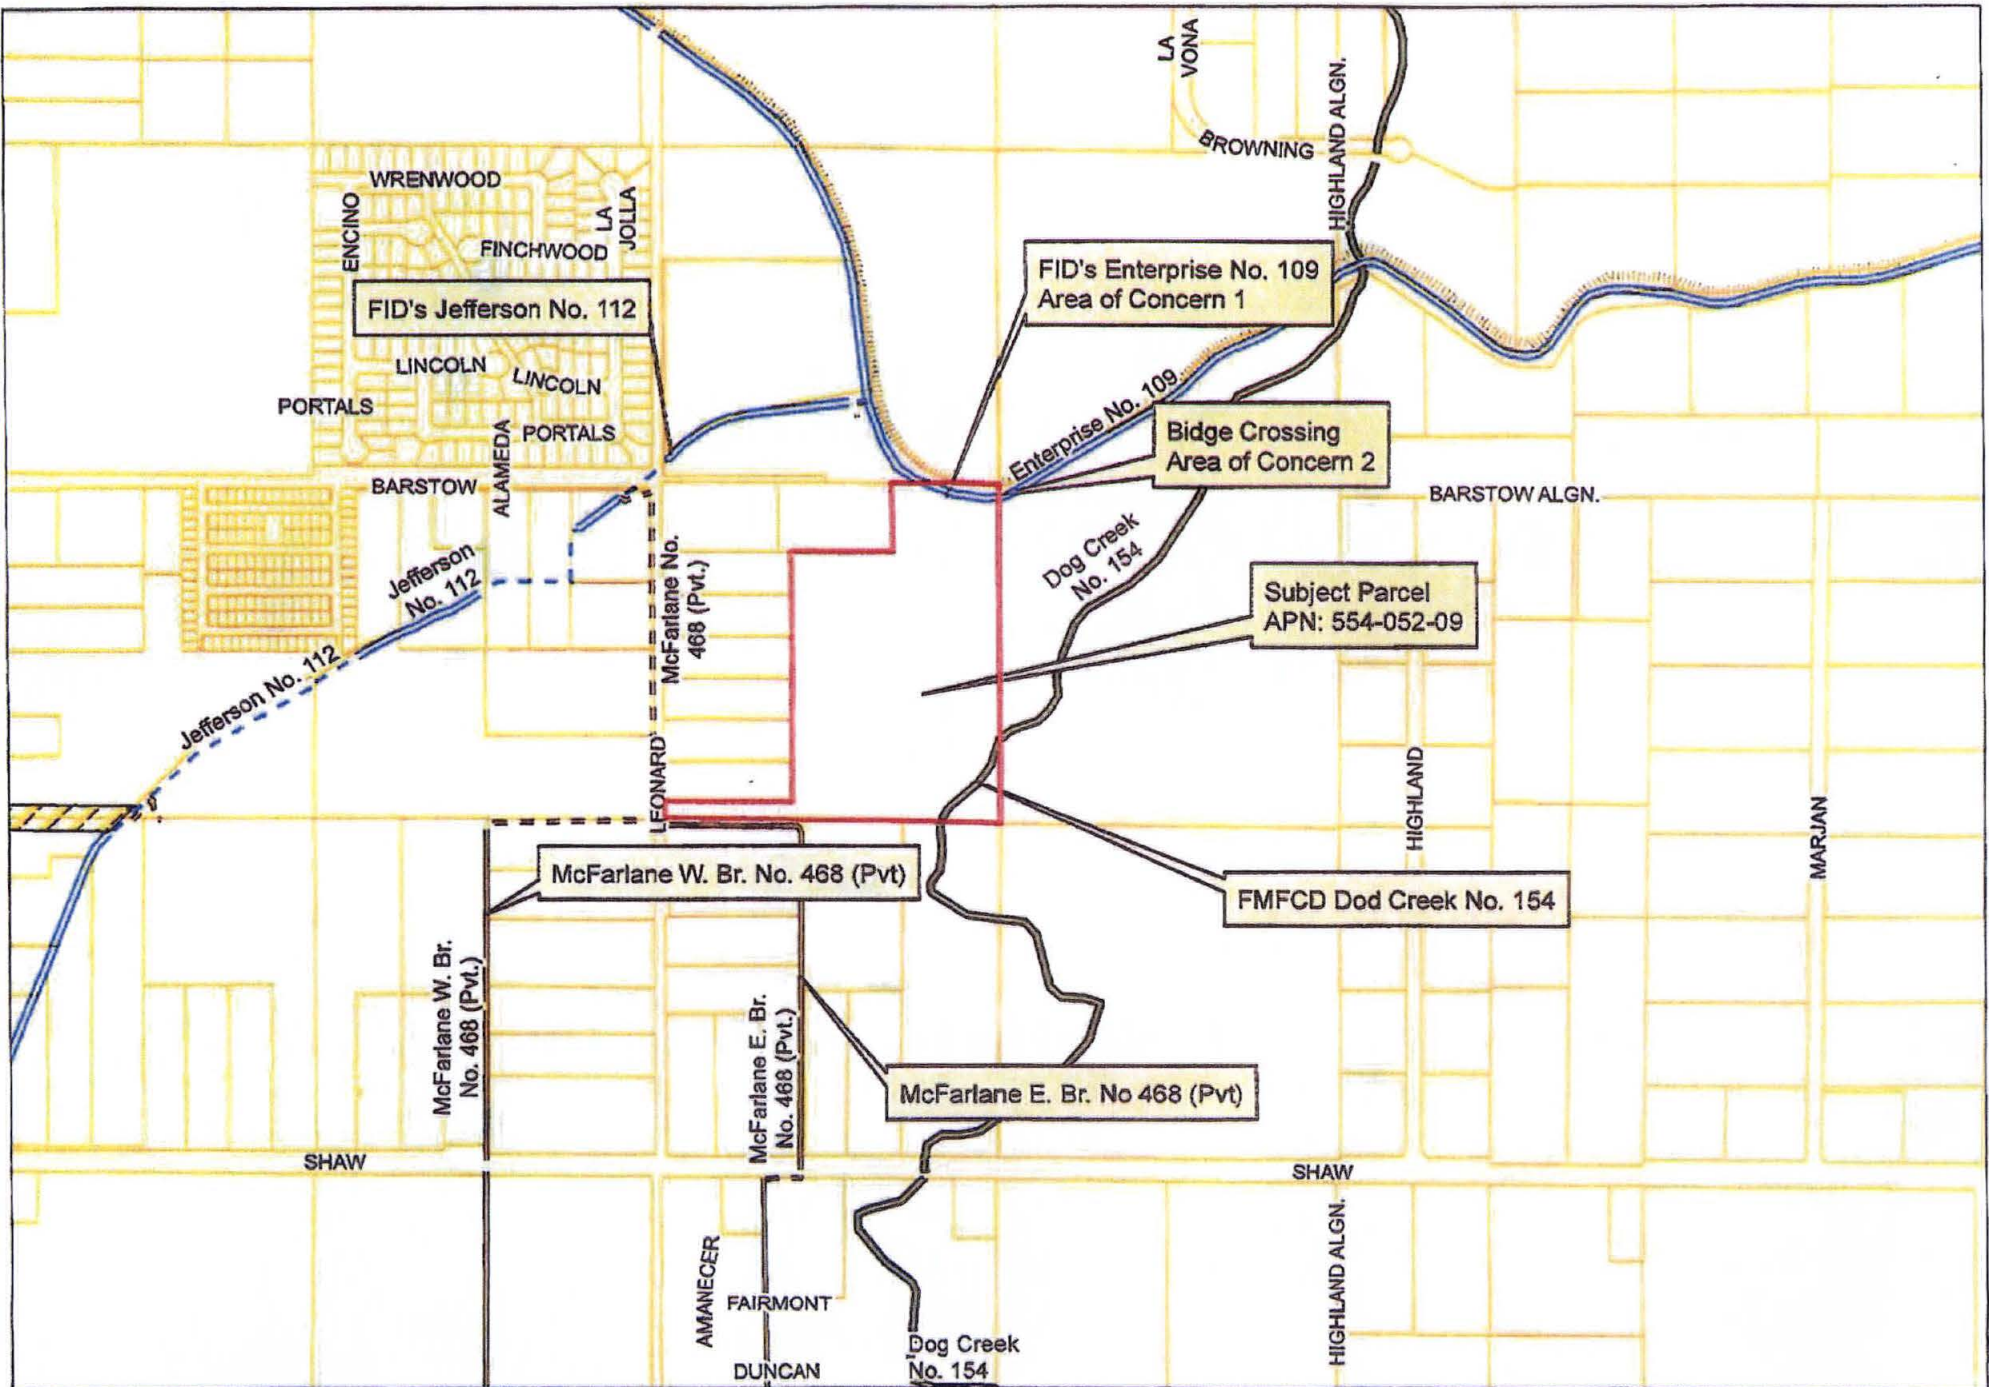 LA
VONA
HIGHLAND ALGN.
BROWNING
WRENWOOD
ENCINO
LA
JOLLA
FINCHWOOD
FID's Enterprise No. 109
Area of Concern 1
FID's Jefferson No. 112
LINCOLN
LINCOLN
PORTALS
PORTALS
ALAMEDA
Enterprise No. 109
Bidge Crossing
Area of Concern 2
BARSTOW
BARSTOW ALGN.
Jefferson
No. 112
McFarlane No.
468 (Pvt.)
Dog Creek
No. 154
Subject Parcel
APN: 554-052-09
Jefferson No. 112
LEONARD
HIGHLAND
MARJAN
McFarlane W. Br. No. 468 (Pvt)
FMFCD Dod Creek No. 154
McFarlane W. Br.
No. 468 (Pvt.)
McFarlane E. Br.
No. 468 (Pvt.)
McFarlane E. Br. No 468 (Pvt)
SHAW
SHAW
AMANECER
FAIRMONT
HIGHLAND ALGN.
Dog Creek
No. 154
DUNCAN